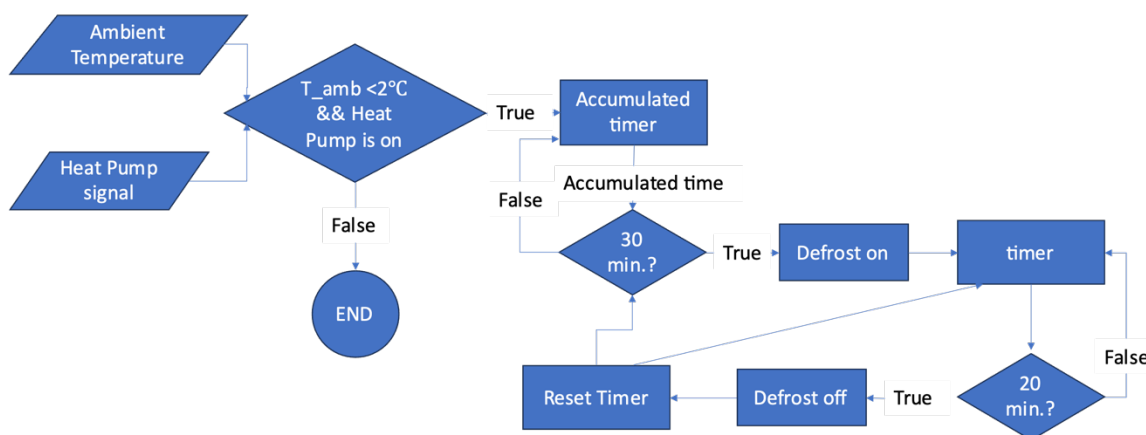 Ambient
Temperature
T_amb <2℃
&& Heat
Pump is on
True
Accumulated
timer
Heat Pump
signal
False
Accumulated time
False
30
min.?
True
Defrost on
timer
END
False
Reset Timer
Defrost off
True
20
min.?